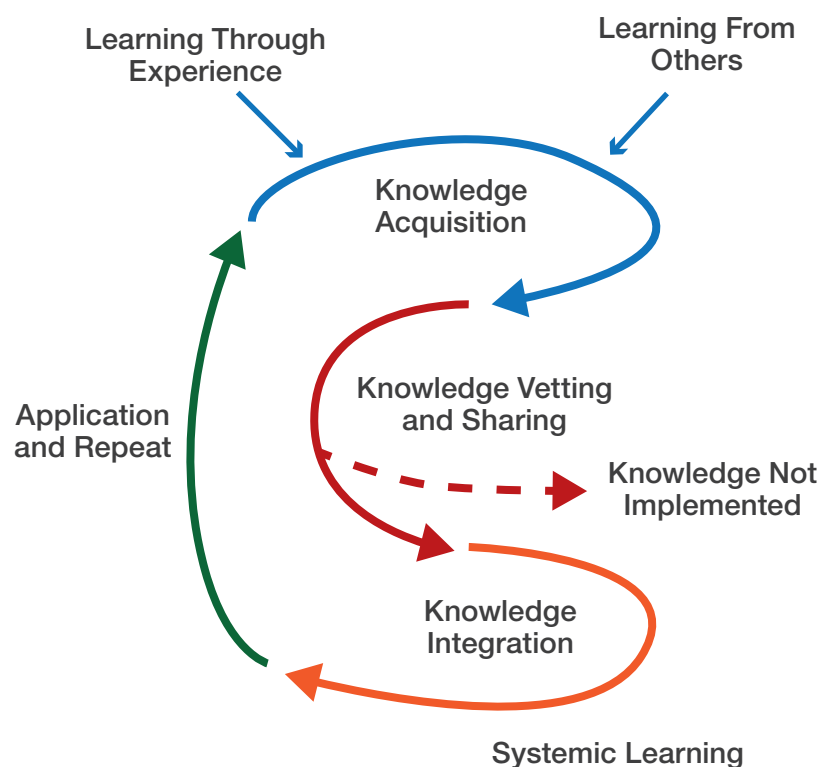 Learning Through
Experience
Learning From
Others
Knowledge
Acquisition
Knowledge Vetting
and Sharing
Application
and Repeat
Knowledge Not
Implemented
Knowledge
Integration
Systemic Learning